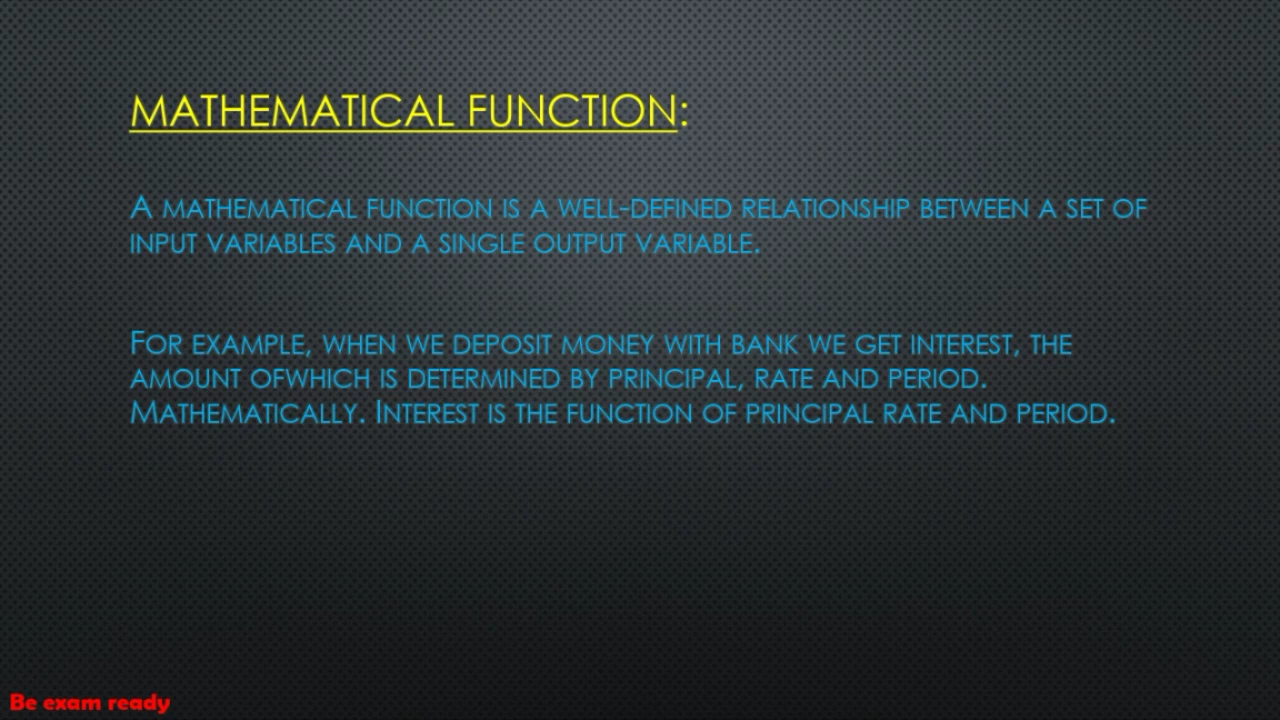 MATHEMATICAL FUNCTION:
A MATHEMATICAL FUNCTION IS A WELL-DEFINED RELATIONSHIP BETWEEN A SET OF
INPUT VARIABLES AND A SINGLE OUTPUT VARIABLE.
FOR EXAMPLE, WHEN WE DEPOSIT MONEY WITH BANK WE GET INTEREST, THE
AMOUNT OFWHICH IS DETERMINED BY PRINCIPAL, RATE AND PERIOD.
MATHEMATICALLY. INTEREST IS THE FUNCTION OF PRINCIPAL RATE AND PERIOD.
Be exam ready